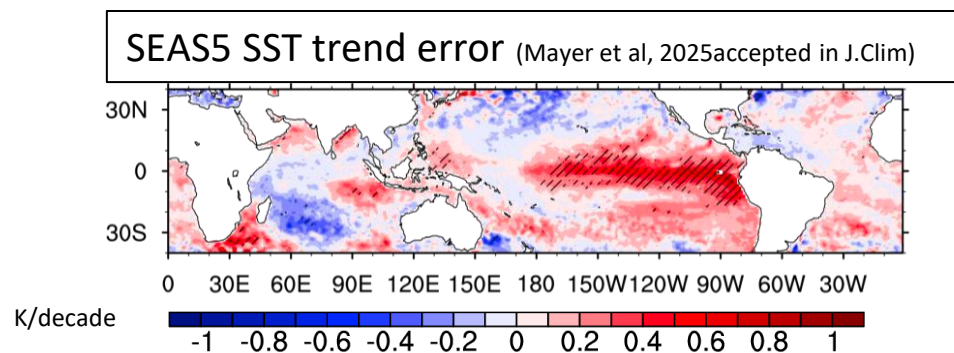 SEAS5 SST trend error (Mayer et al, 2025accepted in J.Clim)
30N
0
30S
0 30E 60E 90E 120E 150E 180 150W 120W 90W 60W 30W
K/decade
-1 -0.8 -0.6 -0.4 -0.2 0 0.2 0.4 0.6 0.8 1